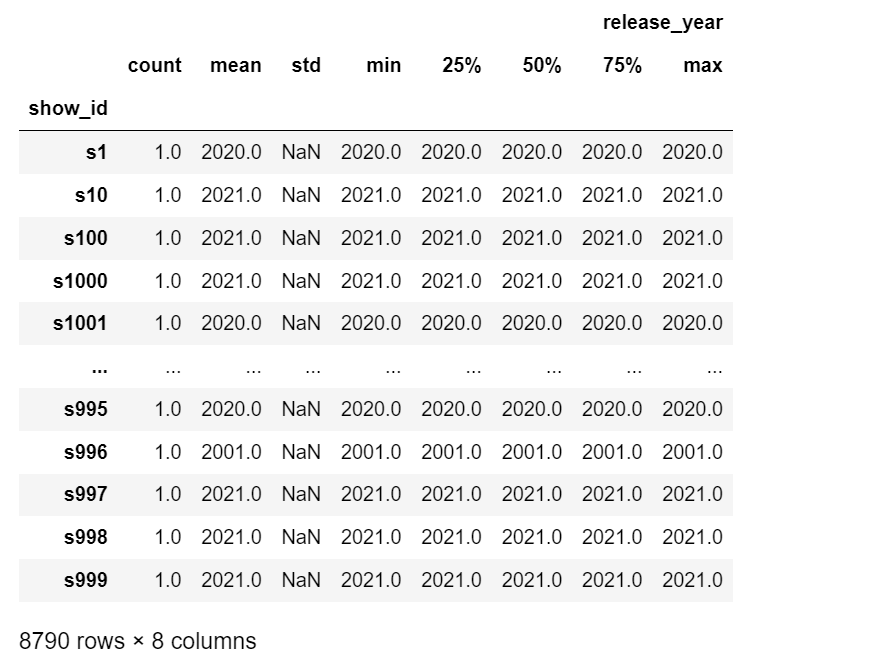 release_year
count mean std min 25% 50% 75% max
show_id
s1 1.0 2020.0 NaN 2020.0 2020.0 2020.0 2020.0 2020.0
s10 1.0 2021.0 NaN 2021.0 2021.0 2021.0 2021.0 2021.0
s100 1.0 2021.0 NaN 2021.0 2021.0 2021.0 2021.0 2021.0
s1000 1.0 2021.0 NaN 2021.0 2021.0 2021.0 2021.0 2021.0
s1001 1.0 2020.0 NaN 2020.0 2020.0 2020.0 2020.0 2020.0
... ... ... ... ... ... ... ... ...
s995 1.0 2020.0 NaN 2020.0 2020.0 2020.0 2020.0 2020.0
s996 1.0 2001.0 NaN 2001.0 2001.0 2001.0 2001.0 2001.0
s997 1.0 2021.0 NaN 2021.0 2021.0 2021.0 2021.0 2021.0
s998 1.0 2021.0 NaN 2021.0 2021.0 2021.0 2021.0 2021.0
s999 1.0 2021.0 NaN 2021.0 2021.0 2021.0 2021.0 2021.0
8790 rows × 8 columns